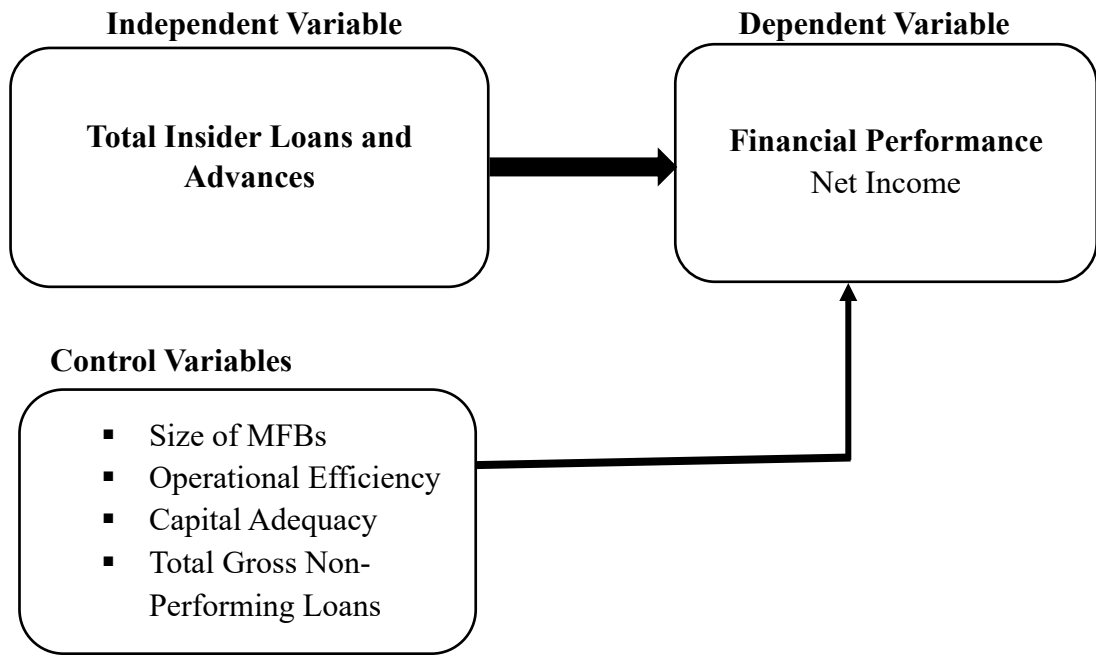 Independent Variable
Dependent Variable
Total Insider Loans and
Advances
Financial Performance
Net Income
Control Variables
▪ Size of MFBs
▪ Operational Efficiency
▪ Capital Adequacy
▪ Total Gross Non-
Performing Loans